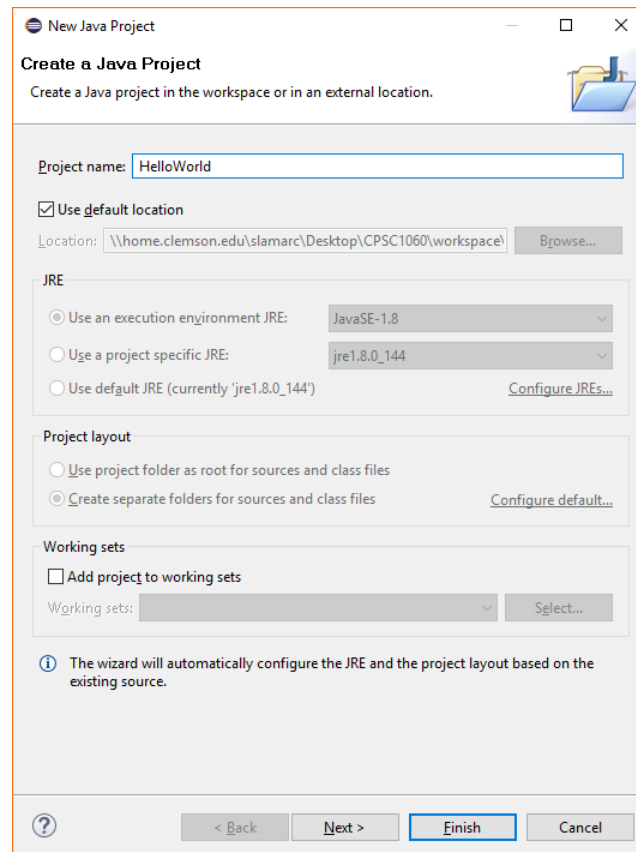 New Java Project
Create a Java Project
Create a Java project in the workspace or in an external location.
Project name: HelloWorld
Use default location
Location: \\home.clemson.edu\slamarc\Desktop\CPSC1060\workspace\ Browse...
JRE
Use an execution environment JRE: JavaSE-1.8
Use a project specific JRE: jre1.8.0_144
Use default JRE (currently 'jre1.8.0_144') Configure JREs...
Project layout
Use project folder as root for sources and class files
Create separate folders for sources and class files Configure default...
Working sets
Add project to working sets
Working sets: Select...
The wizard will automatically configure the JRE and the project layout based on the
existing source.
? < Back Next > Finish Cancel